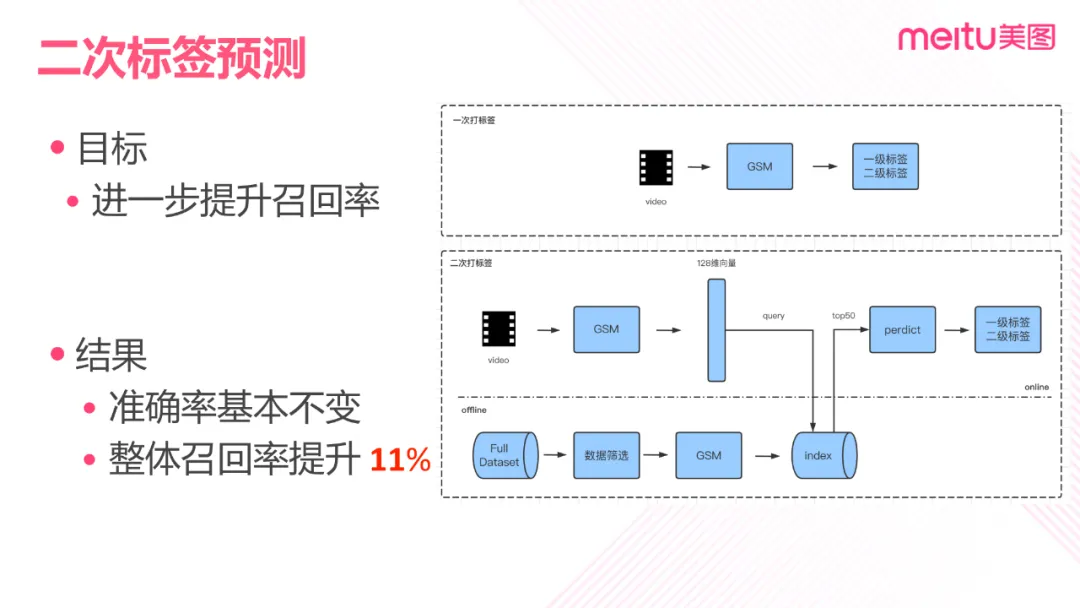 二次标签预测
meitu美图
目标
进一步提升召回率
结果
准确率基本不变
整体召回率提升 11%
一次打标签
video
GSM
一级标签
二级标签
二次打标签
128维向量
video
GSM
query
top50
perdict
一级标签
二级标签
online
offline
Full
Dataset
数据筛选
GSM
index